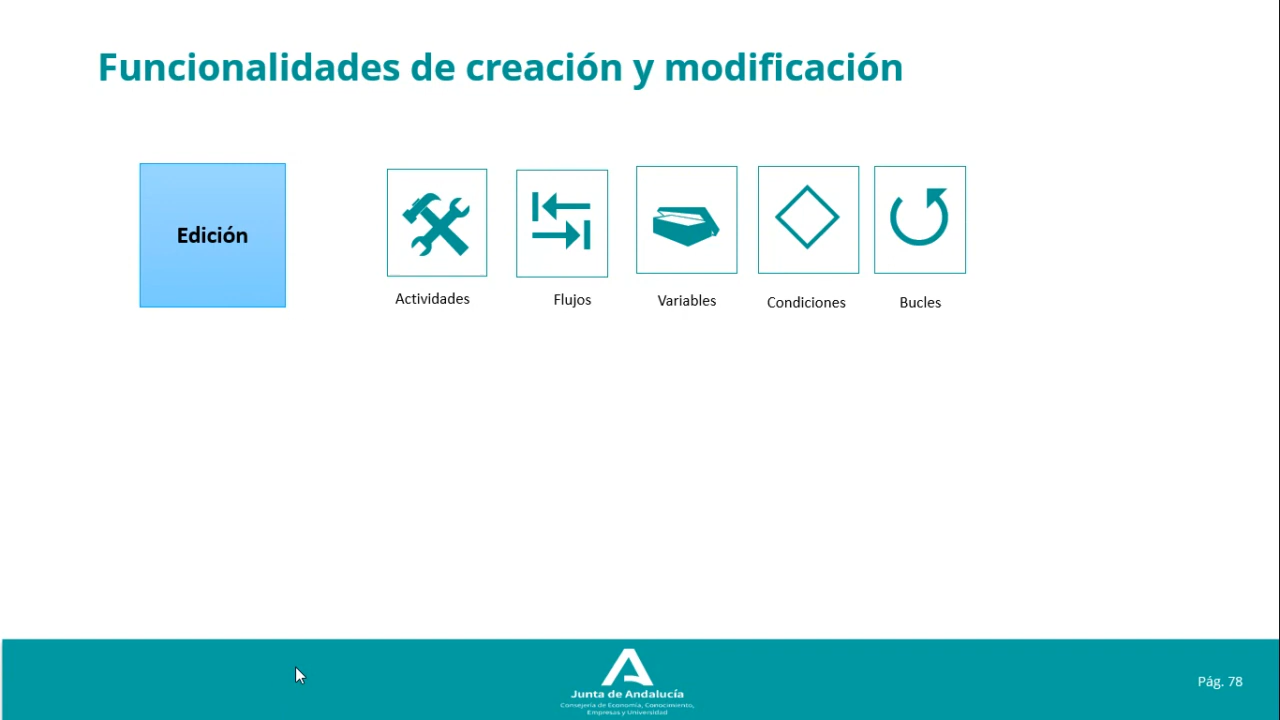 Funcionalidades de creación y modificación
Edición
Actividades
Flujos
Variables
Condiciones
Bucles
Junta de Andalucía
Consejería de Economía, Conocimiento,
Empresas y Universidad
Pág. 78